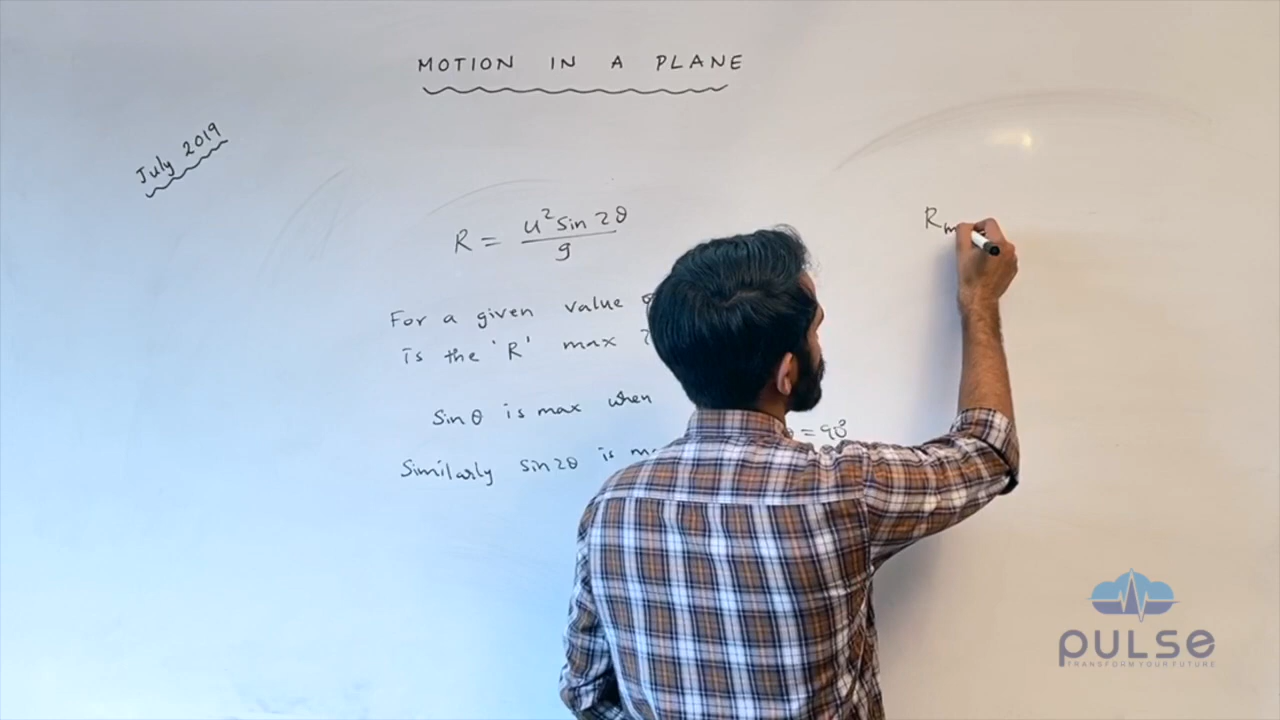 MOTION IN A PLANE
July 2019
R = u² sin 2θ / g
For a given value
is the 'R' max ?
Sin θ is max when
θ = 90°
Similarly sin 2θ is
R
PULSE
TRANSFORM YOUR FUTURE